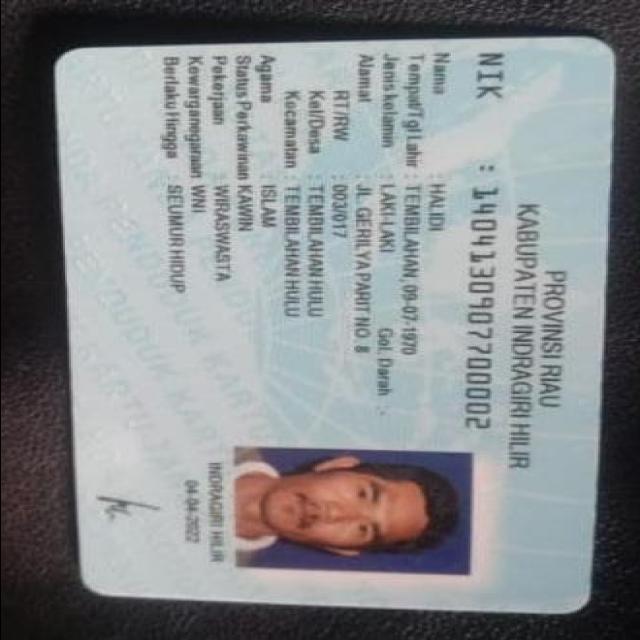 PROVINSI RIAU
KABUPATEN INDRAGIRI HILIR
NIK : 1404130907700002
Nama : HALIDI
Tempat/Tgl Lahir : TEMBILAHAN, 09-07-1970
Jenis kelamin : LAKI-LAKI Gol. Darah : -
Alamat : JL. GERILYA PARIT NO. 8
RT/RW : 003/017
Kel/Desa : TEMBILAHAN HULU
Kecamatan : TEMBILAHAN HULU
Agama : ISLAM
Status Perkawinan: KAWIN
Pekerjaan : WIRASWASTA
Kewarganegaraan: WNI
Berlaku Hingga : SEUMUR HIDUP
INDRAGIRI HILIR
04-04-2022